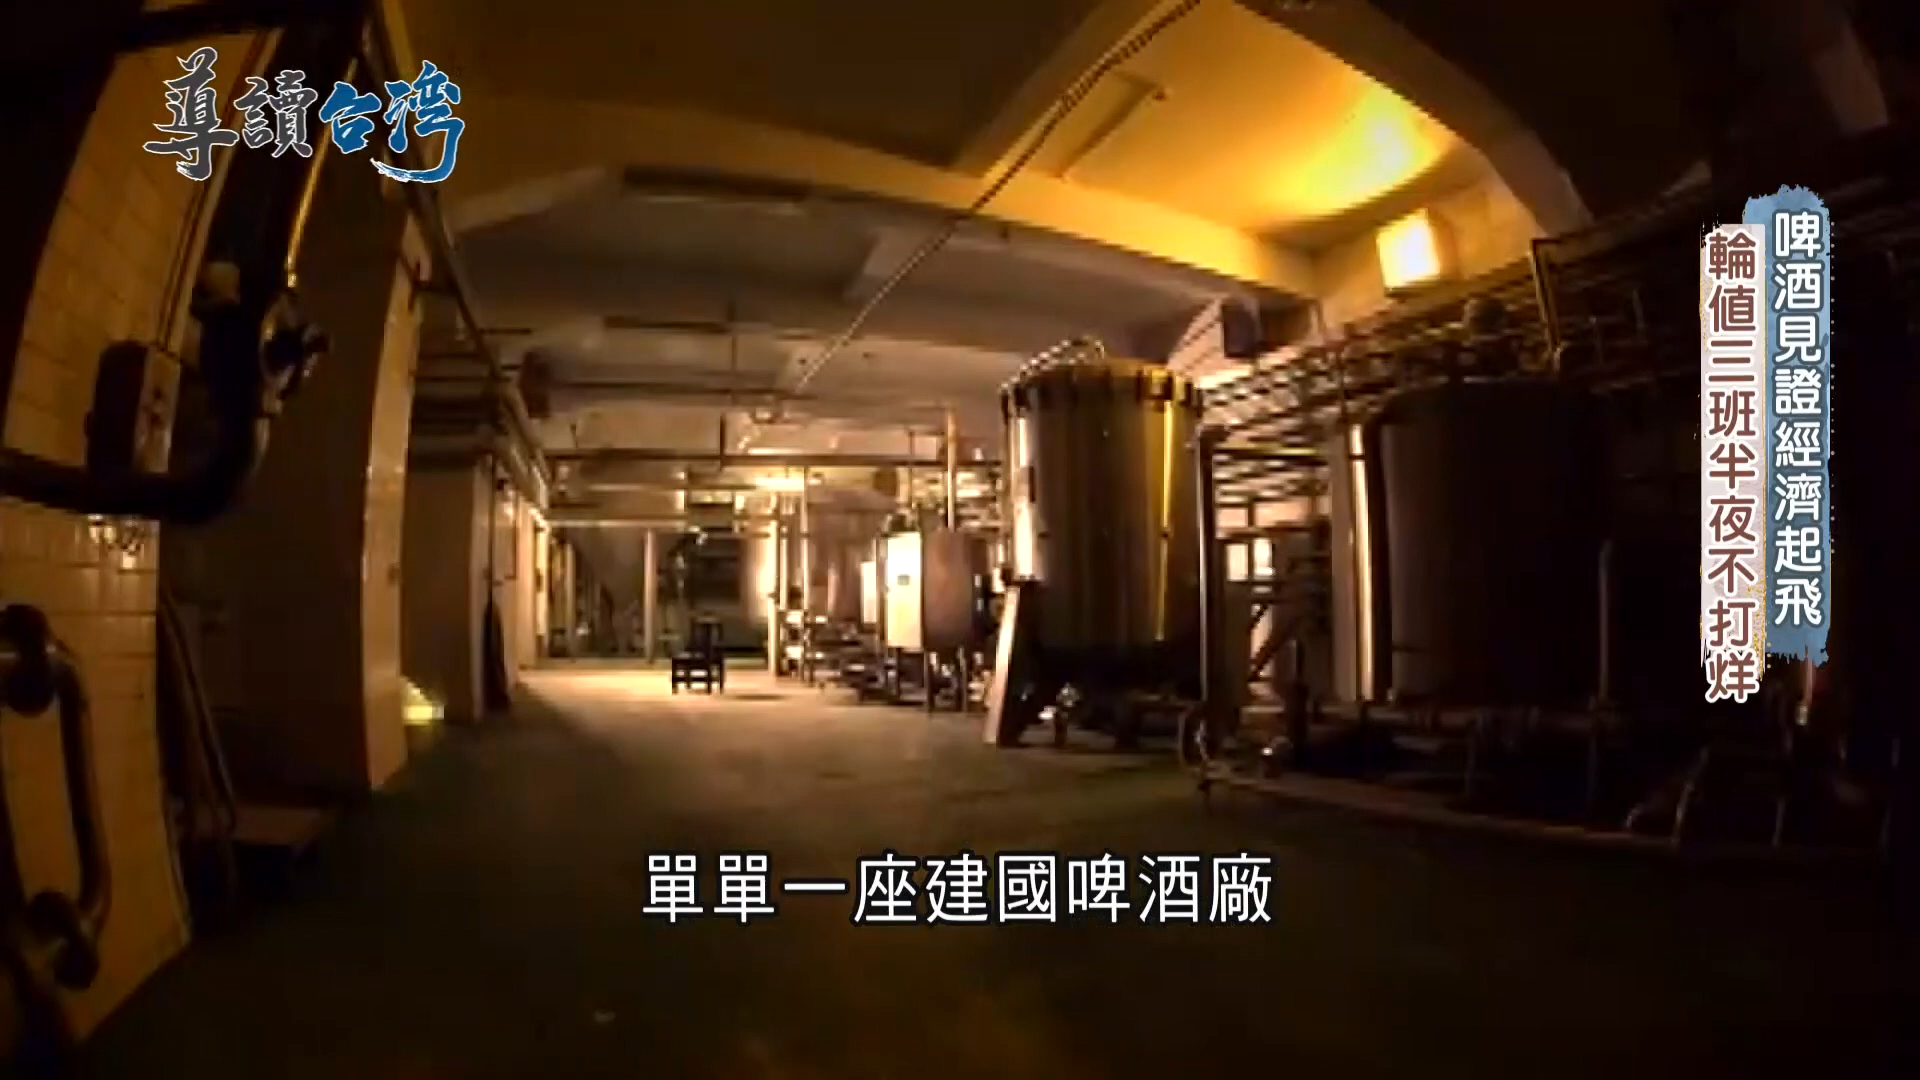 導讀台灣
啤酒見證經濟起飛
輪值三班半夜不打烊
單單一座建國啤酒廠